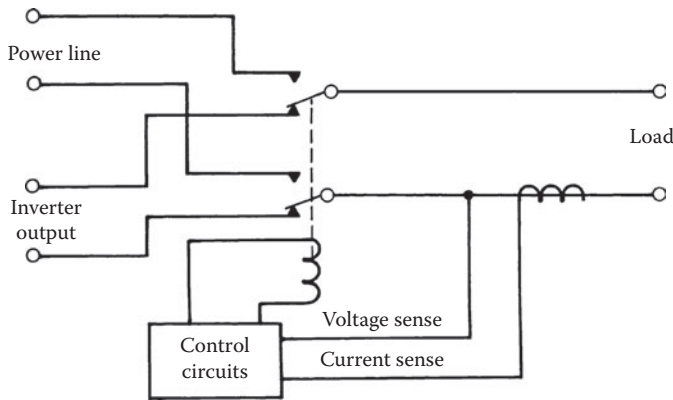 Power line
Load
Inverter
output
Voltage sense
Control
circuits
Current sense